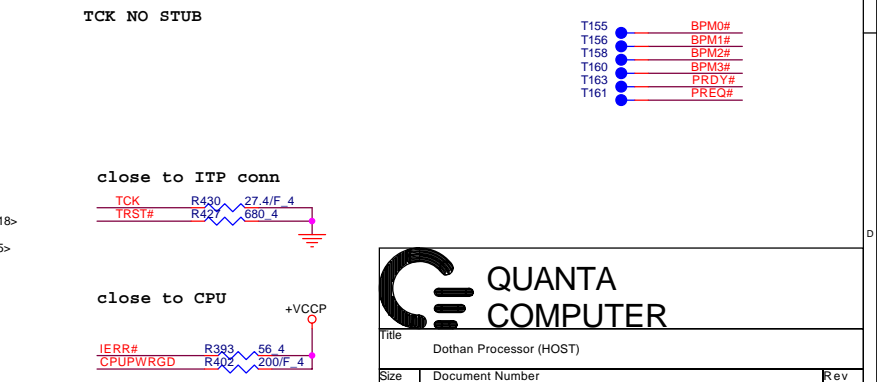 TCK NO STUB
T155 BPM0#
T156 BPM1#
T158 BPM2#
T160 BPM3#
T163 PRDY#
T161 PREQ#
close to ITP conn
TCK R430 27.4/F_4
TRST# R427 680_4
18>
5>
D
close to CPU
+VCCP
IERR# R393 56_4
CPUPWRGD R402 200/F_4
QUANTA
COMPUTER
Title
Dothan Processor (HOST)
Size Document Number Rev